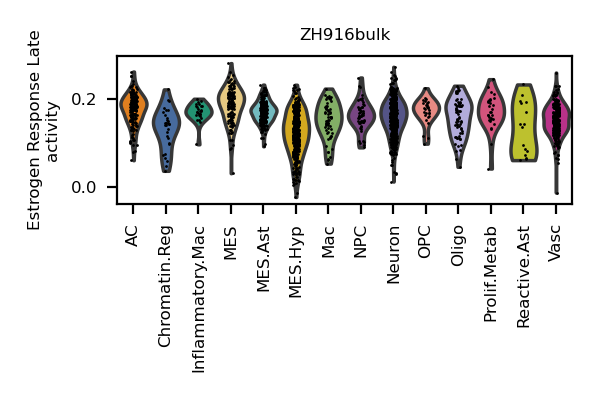 ZH916bulk
Estrogen Response Late
activity
0.2
0.0
AC
Chromatin.Reg
Inflammatory.Mac
MES
MES.Ast
MES.Hyp
Mac
NPC
Neuron
OPC
Oligo
Prolif.Metab
Reactive.Ast
Vasc